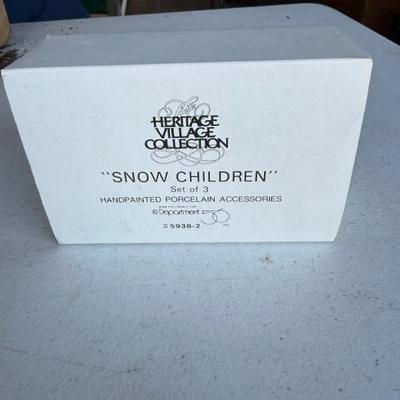 The
HERITAGE
VILLAGE
COLLECTION
"SNOW CHILDREN"
Set of 3
HANDPAINTED PORCELAIN ACCESSORIES
© Department 56
5938-2